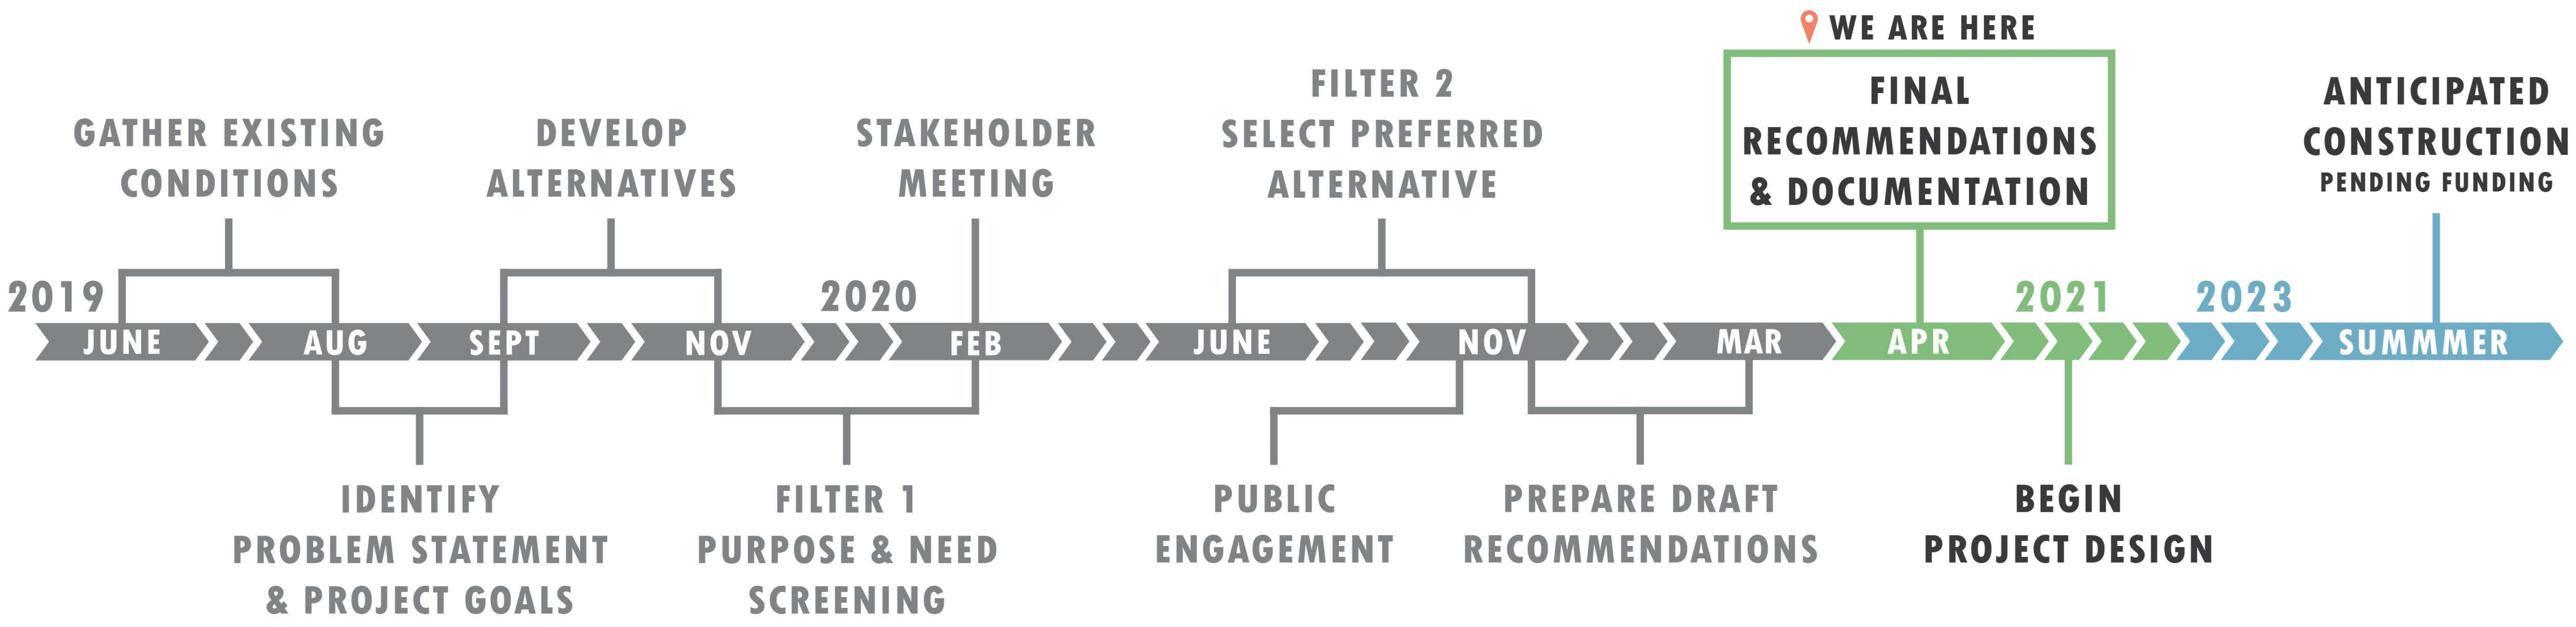 WE ARE HERE
GATHER EXISTING
CONDITIONS
DEVELOP
ALTERNATIVES
STAKEHOLDER
MEETING
FILTER 2
SELECT PREFERRED
ALTERNATIVE
FINAL
RECOMMENDATIONS
& DOCUMENTATION
ANTICIPATED
CONSTRUCTION
PENDING FUNDING
2019
2020
2021
2023
JUNE
AUG
SEPT
NOV
FEB
JUNE
NOV
MAR
APR
SUMMMER
IDENTIFY
PROBLEM STATEMENT
& PROJECT GOALS
FILTER 1
PURPOSE & NEED
SCREENING
PUBLIC
ENGAGEMENT
PREPARE DRAFT
RECOMMENDATIONS
BEGIN
PROJECT DESIGN